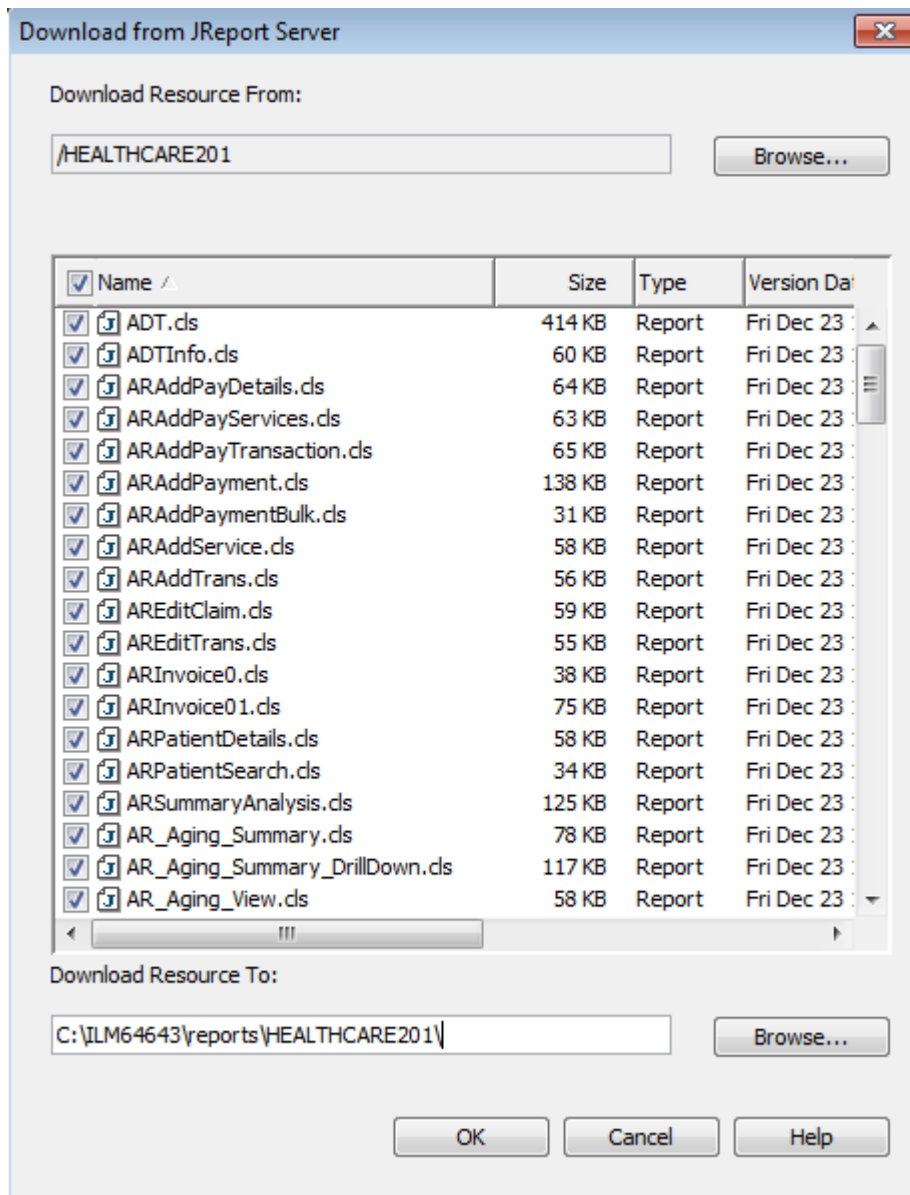 Download from JReport Server
Download Resource From:
/HEALTHCARE201 Browse...
Name Size Type Version Dat
ADT.cls 414 KB Report Fri Dec 23
ADTInfo.cls 60 KB Report Fri Dec 23
ARAddPayDetails.cls 64 KB Report Fri Dec 23
ARAddPayServices.cls 63 KB Report Fri Dec 23
ARAddPayTransaction.cls 65 KB Report Fri Dec 23
ARAddPayment.cls 138 KB Report Fri Dec 23
ARAddPaymentBulk.cls 31 KB Report Fri Dec 23
ARAddService.cls 58 KB Report Fri Dec 23
ARAddTrans.cls 56 KB Report Fri Dec 23
AREditClaim.cls 59 KB Report Fri Dec 23
AREditTrans.cls 55 KB Report Fri Dec 23
ARInvoice0.cls 38 KB Report Fri Dec 23
ARInvoice01.cls 75 KB Report Fri Dec 23
ARPatientDetails.cls 58 KB Report Fri Dec 23
ARPatientSearch.cls 34 KB Report Fri Dec 23
ARSummaryAnalysis.cls 125 KB Report Fri Dec 23
AR_Aging_Summary.cls 78 KB Report Fri Dec 23
AR_Aging_Summary_DrillDown.cls 117 KB Report Fri Dec 23
AR_Aging_View.cls 58 KB Report Fri Dec 23
Download Resource To:
C:\ILM64643\reports\HEALTHCARE201\ Browse...
OK Cancel Help